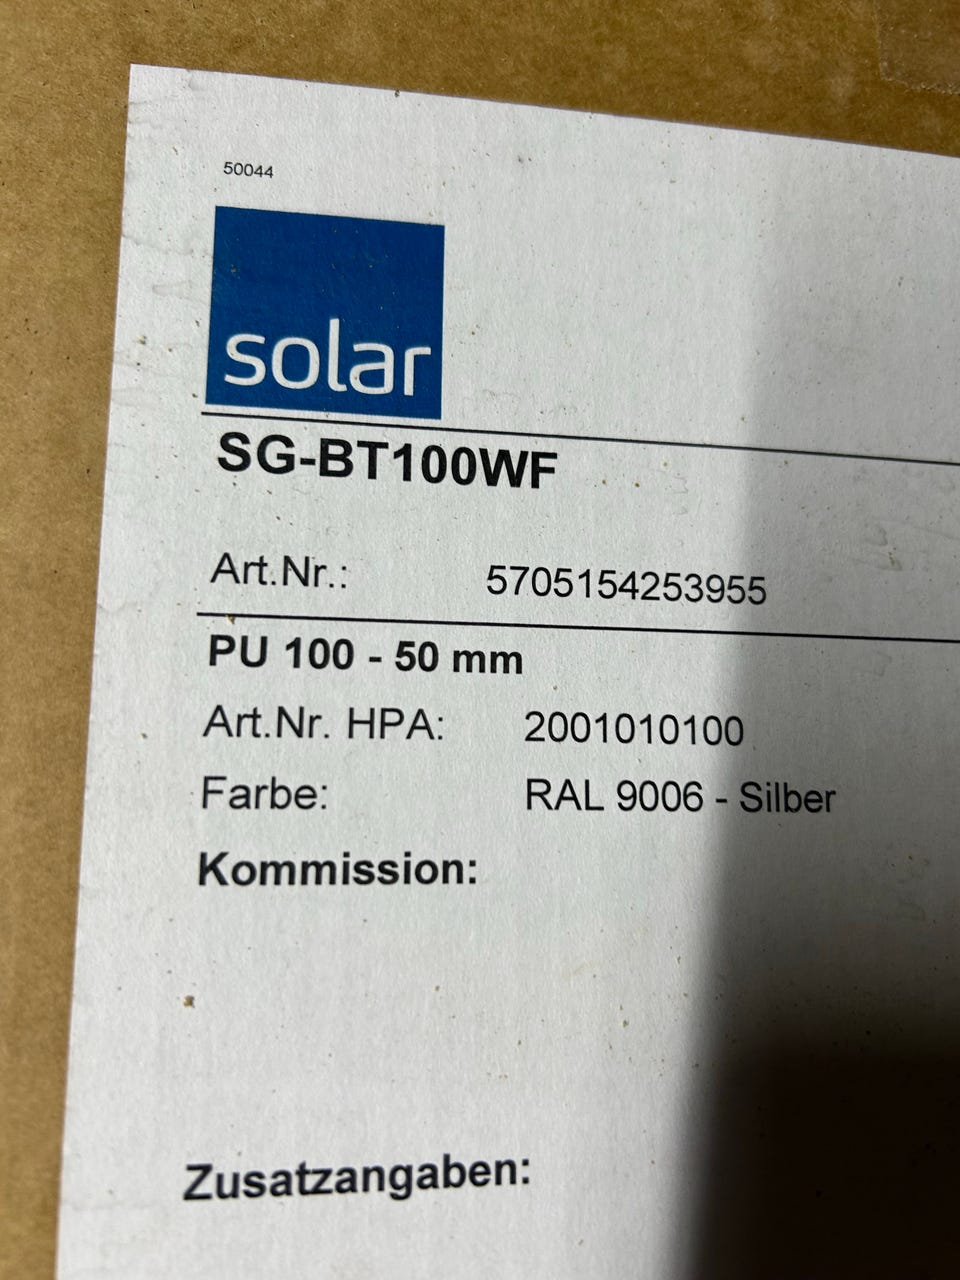 50044
solar
SG-BT100WF
Art.Nr.: 5705154253955
PU 100 - 50 mm
Art.Nr. HPA: 2001010100
Farbe: RAL 9006 - Silber
Kommission:
Zusatzangaben: